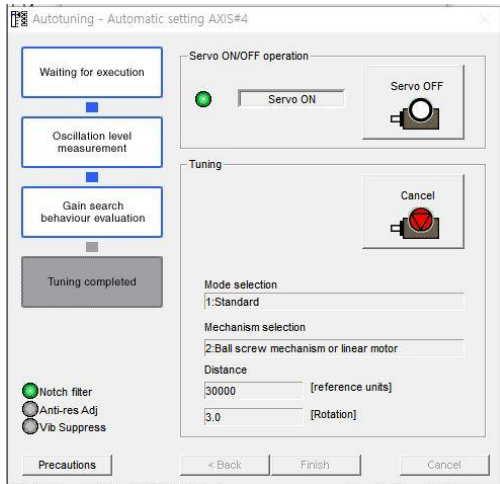 Autotuning - Automatic setting AXIS#4
Waiting for execution
Oscillation level
measurement
Gain search
behaviour evaluation
Tuning completed
Notch filter
Anti-res Adj
Vib Suppress
Precautions
Servo ON/OFF operation
Servo ON
Servo OFF
Tuning
Cancel
Mode selection
1:Standard
Mechanism selection
2:Ball screw mechanism or linear motor
Distance
30000 [reference units]
3.0 [Rotation]
< Back Finish Cancel